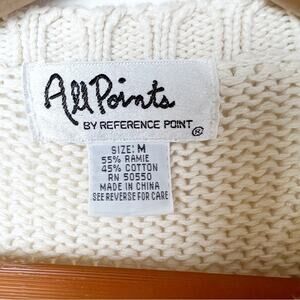 All Points
BY REFERENCE POINT ®
SIZE: M
55% RAMIE
45% COTTON
RN 50550
MADE IN CHINA
SEE REVERSE FOR CARE